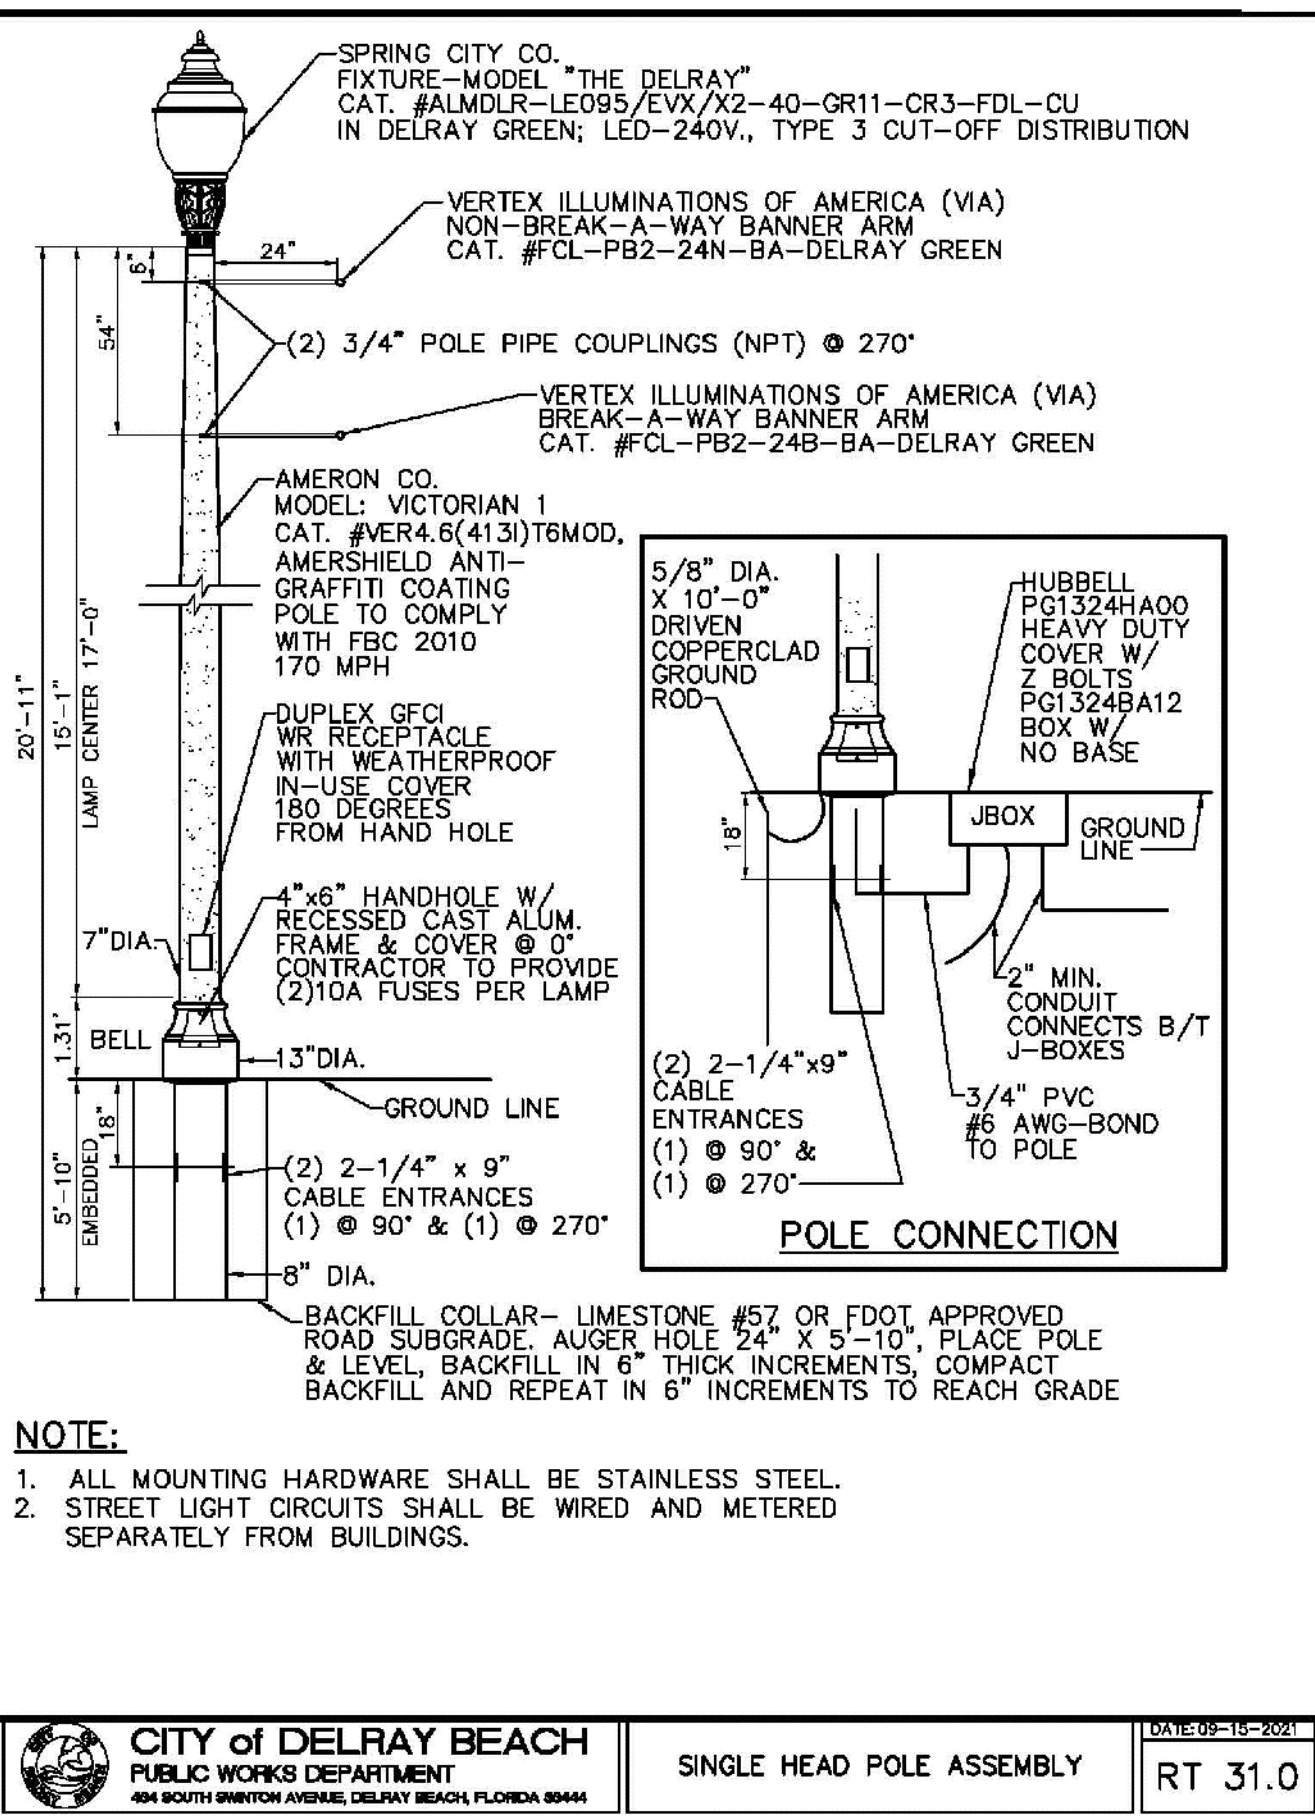 SPRING CITY CO.
FIXTURE-MODEL "THE DELRAY"
CAT. #ALMDLR-LE095/EVX/X2-40-GR11-CR3-FDL-CU
IN DELRAY GREEN; LED-240V., TYPE 3 CUT-OFF DISTRIBUTION
VERTEX ILLUMINATIONS OF AMERICA (VIA)
NON-BREAK-A-WAY BANNER ARM
CAT. #FCL-PB2-24N-BA-DELRAY GREEN
24"
54"
(2) 3/4" POLE PIPE COUPLINGS (NPT) @ 270°
VERTEX ILLUMINATIONS OF AMERICA (VIA)
BREAK-A-WAY BANNER ARM
CAT. #FCL-PB2-24B-BA-DELRAY GREEN
AMERON CO.
MODEL: VICTORIAN 1
CAT. #VER4.6(413I)T6MOD,
AMERSHIELD ANTI-
GRAFFITI COATING
POLE TO COMPLY
WITH FBC 2010
170 MPH
20'-11"
15'-1"
LAMP CENTER 17'-0"
DUPLEX GFCI
WR RECEPTACLE
WITH WEATHERPROOF
IN-USE COVER
180 DEGREES
FROM HAND HOLE
4"x6" HANDHOLE W/
RECESSED CAST ALUM.
FRAME & COVER @ 0°
CONTRACTOR TO PROVIDE
(2)10A FUSES PER LAMP
7"DIA.
1.31'
BELL
13"DIA.
GROUND LINE
18"
5'-10"
EMBEDDED
(2) 2-1/4" x 9"
CABLE ENTRANCES
(1) @ 90° & (1) @ 270°
8" DIA.
BACKFILL COLLAR- LIMESTONE #57 OR FDOT APPROVED
ROAD SUBGRADE. AUGER HOLE 24" X 5'-10", PLACE POLE
& LEVEL, BACKFILL IN 6" THICK INCREMENTS, COMPACT
BACKFILL AND REPEAT IN 6" INCREMENTS TO REACH GRADE
5/8" DIA.
X 10'-0"
DRIVEN
COPPERCLAD
GROUND
ROD
HUBBELL
PG1324HA00
HEAVY DUTY
COVER W/
Z BOLTS
PG1324BA12
BOX W/
NO BASE
18"
JBOX
GROUND
LINE
2" MIN.
CONDUIT
CONNECTS B/T
J-BOXES
(2) 2-1/4"x9"
CABLE
ENTRANCES
(1) @ 90° &
(1) @ 270°
3/4" PVC
#6 AWG-BOND
TO POLE
POLE CONNECTION
NOTE:
1. ALL MOUNTING HARDWARE SHALL BE STAINLESS STEEL.
2. STREET LIGHT CIRCUITS SHALL BE WIRED AND METERED
SEPARATELY FROM BUILDINGS.
CITY of DELRAY BEACH
PUBLIC WORKS DEPARTMENT
434 SOUTH SWINTON AVENUE, DELRAY BEACH, FLORIDA 33444
SINGLE HEAD POLE ASSEMBLY
DATE: 09-15-2021
RT 31.0